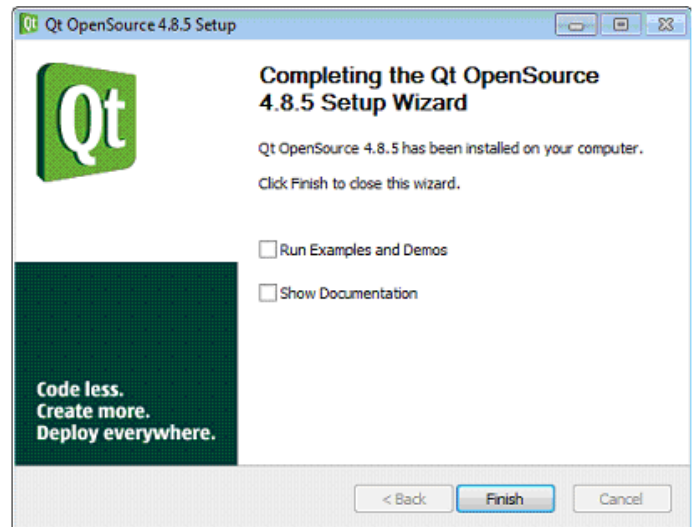 Qt Qt OpenSource 4.8.5 Setup
Qt
Completing the Qt OpenSource
4.8.5 Setup Wizard
Qt OpenSource 4.8.5 has been installed on your computer.
Click Finish to close this wizard.
Run Examples and Demos
Show Documentation
Code less.
Create more.
Deploy everywhere.
< Back Finish Cancel